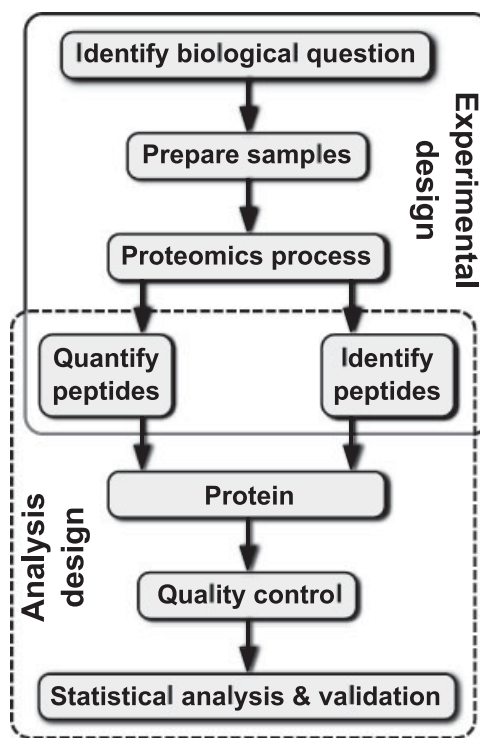 Identify biological question
Prepare samples
Proteomics process
Experimental
design
Quantify
peptides
Identify
peptides
Protein
Quality control
Statistical analysis & validation
Analysis
design